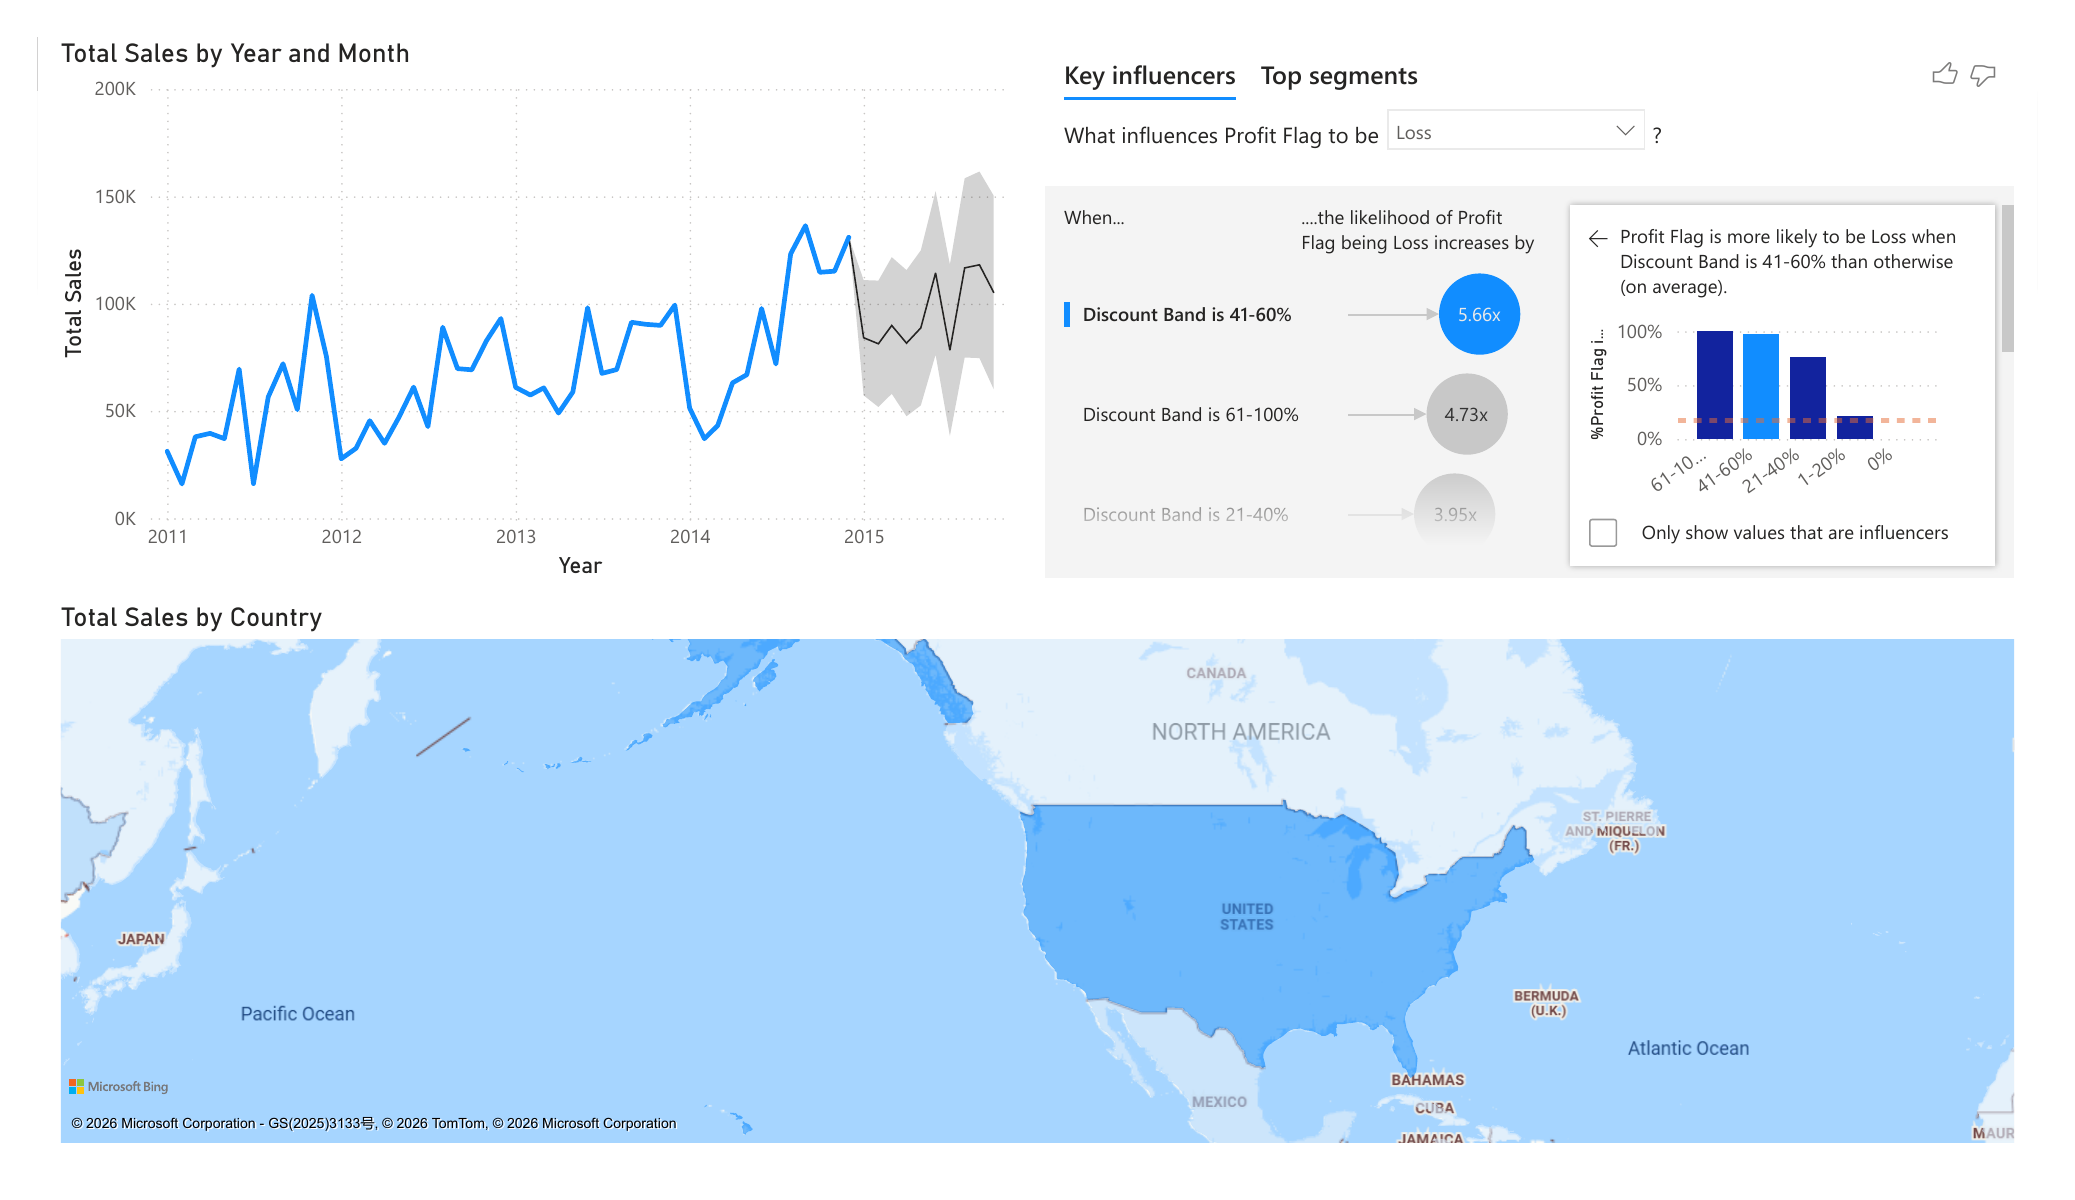 Total Sales by Year and Month
200K
150K
100K
50K
0K
Total Sales
2011
2012
2013
2014
2015
Year
Key influencers
Top segments
What influences Profit Flag to be
Loss
?
When...
....the likelihood of Profit
Flag being Loss increases by
Discount Band is 41-60%
5.66x
Discount Band is 61-100%
4.73x
Discount Band is 21-40%
3.95x
Profit Flag is more likely to be Loss when
Discount Band is 41-60% than otherwise
(on average).
%Profit Flag i...
100%
50%
0%
61-10...
41-60%
21-40%
1-20%
0%
Only show values that are influencers
Total Sales by Country
CANADA
NORTH AMERICA
ST. PIERRE
AND MIQUELON
(FR.)
UNITED
STATES
JAPAN
Pacific Ocean
BERMUDA
(U.K.)
Atlantic Ocean
BAHAMAS
MEXICO
CUBA
JAMAICA
MAUR
Microsoft Bing
© 2026 Microsoft Corporation - GS(2025)3133号, © 2026 TomTom, © 2026 Microsoft Corporation